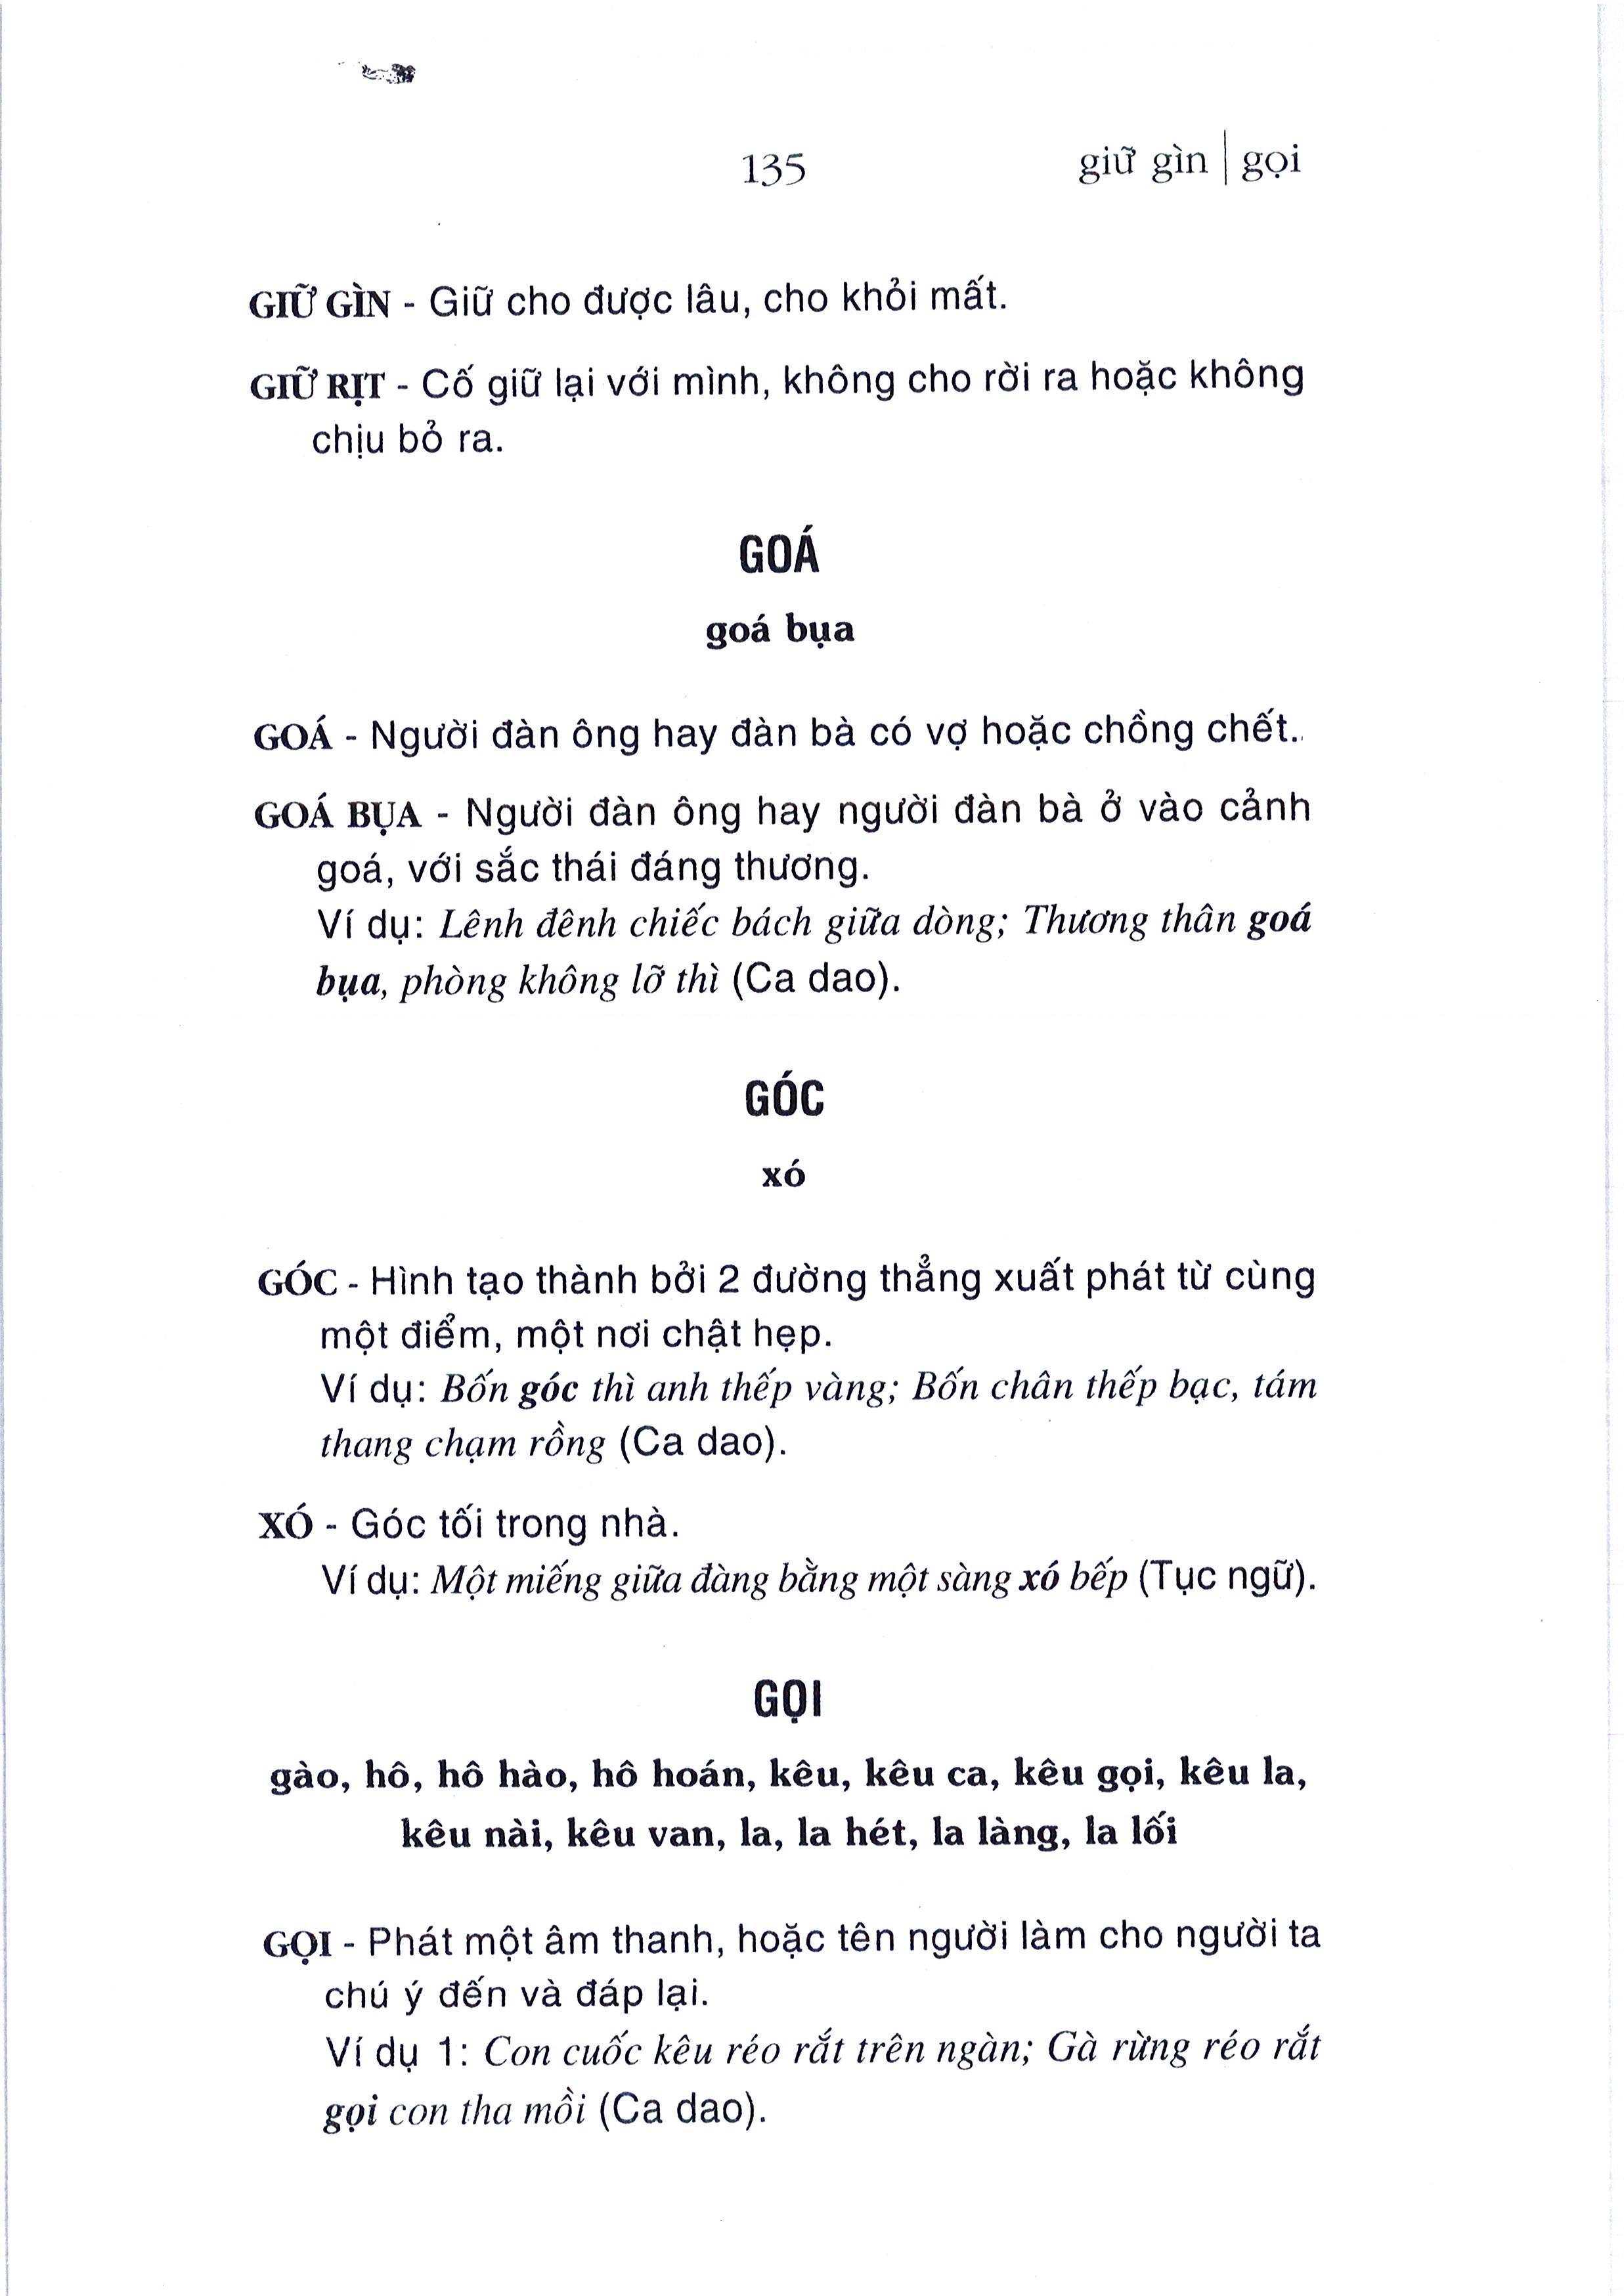 135
giữ gìn | gọi
GIỮ GÌN - Giữ cho được lâu, cho khỏi mất.
GIỮ RỊT - Cố giữ lại với mình, không cho rời ra hoặc không
chịu bỏ ra.
GOÁ
goá bụa
GOÁ - Người đàn ông hay đàn bà có vợ hoặc chồng chết.
GOÁ BỤA - Người đàn ông hay người đàn bà ở vào cảnh
goá, với sắc thái đáng thương.
Ví dụ: Lênh đênh chiếc bách giữa dòng; Thương thân goá
bụa, phòng không lỡ thì (Ca dao).
GÓC
xó
GÓC - Hình tạo thành bởi 2 đường thẳng xuất phát từ cùng
một điểm, một nơi chật hẹp.
Ví dụ: Bốn góc thì anh thếp vàng; Bốn chân thếp bạc, tám
thang chạm rồng (Ca dao).
XÓ - Góc tối trong nhà.
Ví dụ: Một miếng giữa đàng bằng một sàng xó bếp (Tục ngữ).
GỌI
gào, hô, hô hào, hô hoán, kêu, kêu ca, kêu gọi, kêu la,
kêu nài, kêu van, la, la hét, la làng, la lối
GỌI - Phát một âm thanh, hoặc tên người làm cho người ta
chú ý đến và đáp lại.
Ví dụ 1: Con cuốc kêu réo rắt trên ngàn; Gà rừng réo rắt
gọi con tha mồi (Ca dao).